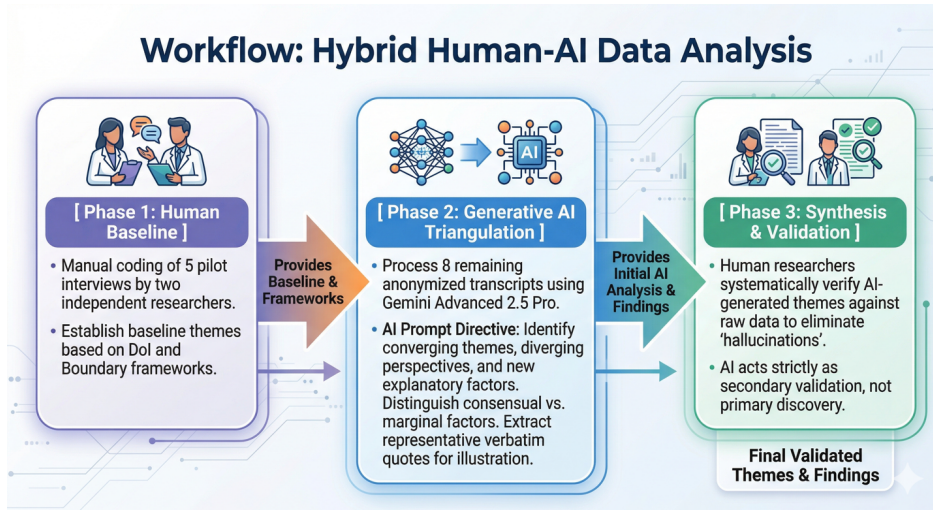 Workflow: Hybrid Human-AI Data Analysis
[ Phase 1: Human
Baseline ]
• Manual coding of 5 pilot
interviews by two
independent researchers.
• Establish baseline themes
based on DoI and
Boundary frameworks.
Provides
Baseline &
Frameworks
AI
[ Phase 2: Generative AI
Triangulation ]
• Process 8 remaining
anonymized transcripts using
Gemini Advanced 2.5 Pro.
• AI Prompt Directive: Identify
converging themes, diverging
perspectives, and new
explanatory factors.
Distinguish consensual vs.
marginal factors. Extract
representative verbatim
quotes for illustration.
Provides
Initial AI
Analysis &
Findings
[ Phase 3: Synthesis
& Validation ]
• Human researchers
systematically verify AI-
generated themes against
raw data to eliminate
‘hallucinations’.
• AI acts strictly as
secondary validation, not
primary discovery.
Final Validated
Themes & Findings